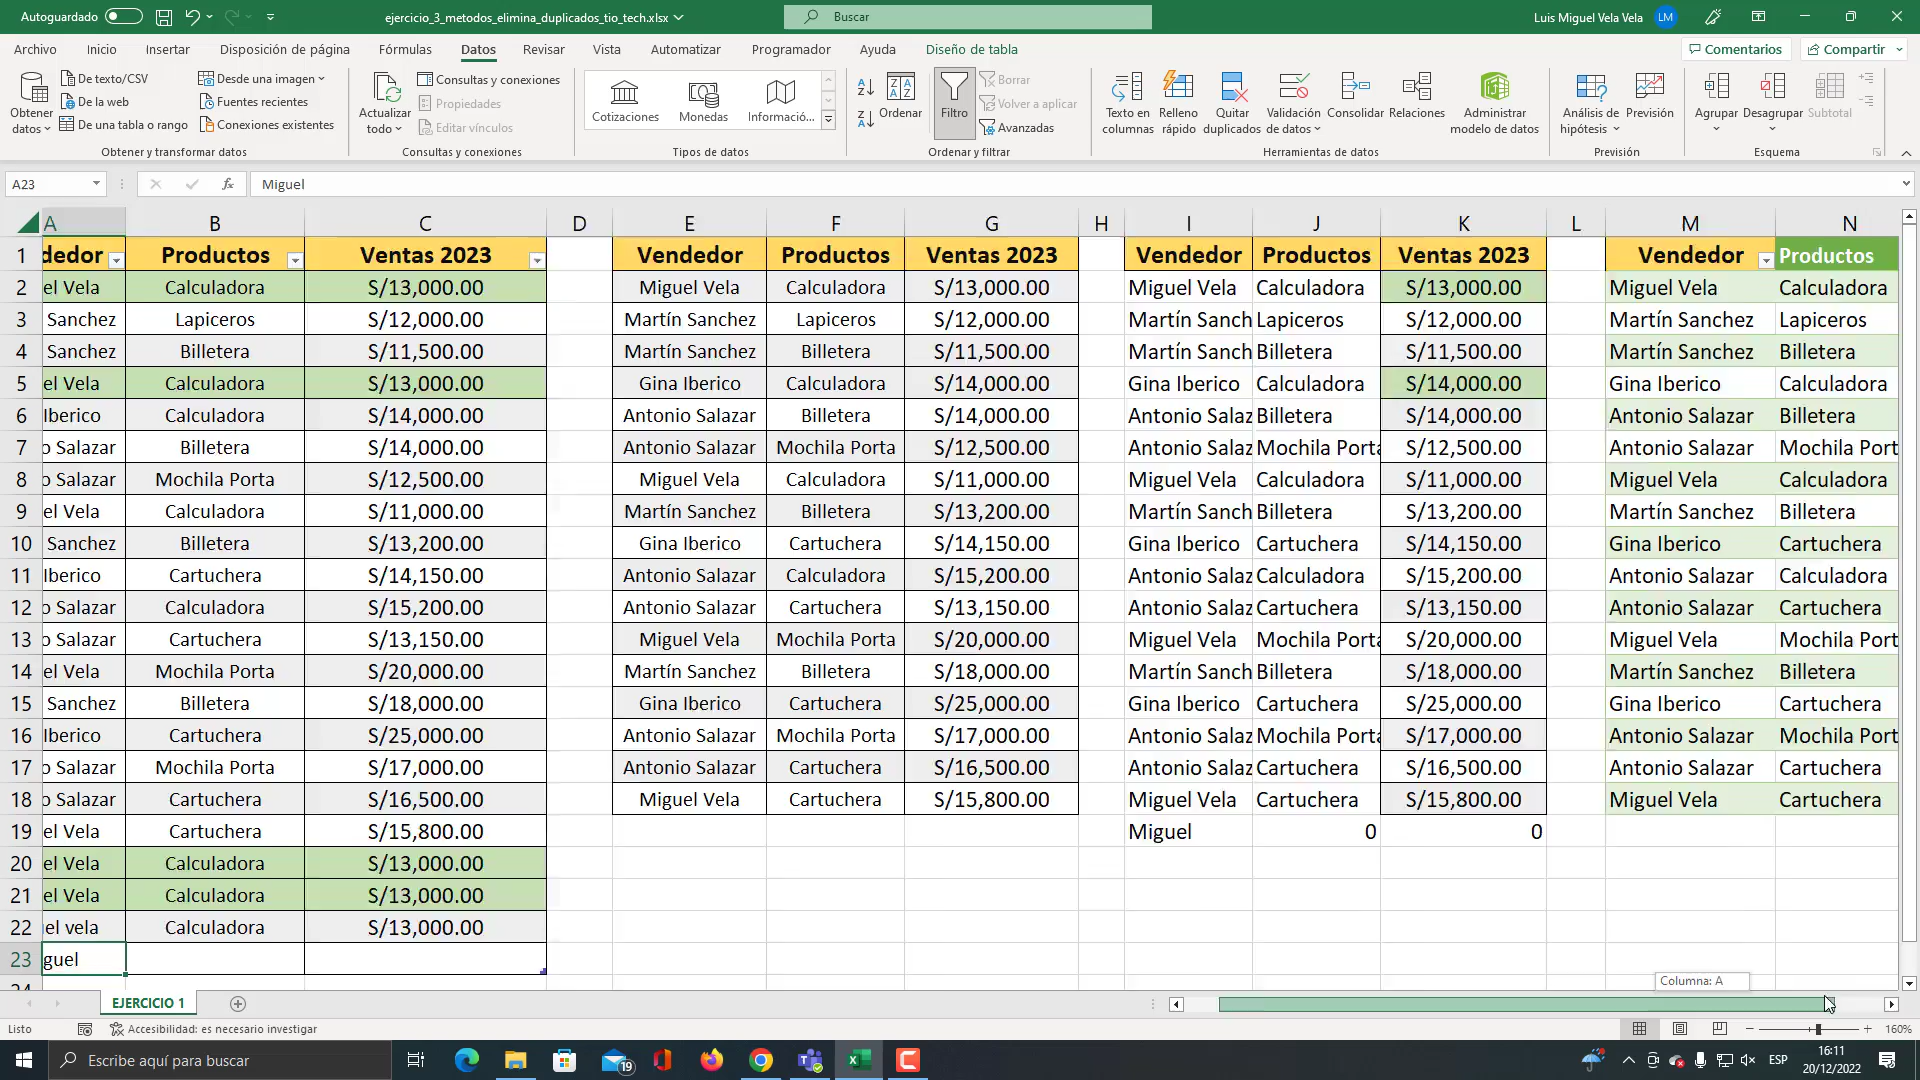 Autoguardado
ejercicio_3_metodos_elimina_duplicados_tio_tech.xlsx
Buscar
Luis Miguel Vela Vela
LM
Archivo Inicio Insertar Disposición de página Fórmulas Datos Revisar Vista Automatizar Programador Ayuda Diseño de tabla
Comentarios
Compartir
Obtener datos
De texto/CSV
De la web
De una tabla o rango
Desde una imagen
Fuentes recientes
Conexiones existentes
Obtener y transformar datos
Actualizar todo
Consultas y conexiones
Propiedades
Editar vínculos
Consultas y conexiones
Cotizaciones
Monedas
Informació...
Tipos de datos
Ordenar
Filtro
Borrar
Volver a aplicar
Avanzadas
Ordenar y filtrar
Texto en columnas
Relleno rápido
Quitar duplicados
Validación de datos
Consolidar
Relaciones
Administrar modelo de datos
Herramientas de datos
Análisis de hipótesis
Previsión
Previsión
Agrupar
Desagrupar
Subtotal
Esquema
A23
fx
Miguel
A B C D E F G H I J K L M N
1 dedor Productos Ventas 2023 Vendedor Productos Ventas 2023 Vendedor Productos Ventas 2023 Vendedor Productos
2 el Vela Calculadora S/13,000.00 Miguel Vela Calculadora S/13,000.00 Miguel Vela Calculadora S/13,000.00 Miguel Vela Calculadora
3 Sanchez Lapiceros S/12,000.00 Martín Sanchez Lapiceros S/12,000.00 Martín Sanch Lapiceros S/12,000.00 Martín Sanchez Lapiceros
4 Sanchez Billetera S/11,500.00 Martín Sanchez Billetera S/11,500.00 Martín Sanch Billetera S/11,500.00 Martín Sanchez Billetera
5 el Vela Calculadora S/13,000.00 Gina Iberico Calculadora S/14,000.00 Gina Iberico Calculadora S/14,000.00 Gina Iberico Calculadora
6 Iberico Calculadora S/14,000.00 Antonio Salazar Billetera S/14,000.00 Antonio Salaz Billetera S/14,000.00 Antonio Salazar Billetera
7 o Salazar Billetera S/14,000.00 Antonio Salazar Mochila Porta S/12,500.00 Antonio Salaz Mochila Porta S/12,500.00 Antonio Salazar Mochila Port
8 o Salazar Mochila Porta S/12,500.00 Miguel Vela Calculadora S/11,000.00 Miguel Vela Calculadora S/11,000.00 Miguel Vela Calculadora
9 el Vela Calculadora S/11,000.00 Martín Sanchez Billetera S/13,200.00 Martín Sanch Billetera S/13,200.00 Martín Sanchez Billetera
10 Sanchez Billetera S/13,200.00 Gina Iberico Cartuchera S/14,150.00 Gina Iberico Cartuchera S/14,150.00 Gina Iberico Cartuchera
11 Iberico Cartuchera S/14,150.00 Antonio Salazar Calculadora S/15,200.00 Antonio Salaz Calculadora S/15,200.00 Antonio Salazar Calculadora
12 o Salazar Calculadora S/15,200.00 Antonio Salazar Cartuchera S/13,150.00 Antonio Salaz Cartuchera S/13,150.00 Antonio Salazar Cartuchera
13 o Salazar Cartuchera S/13,150.00 Miguel Vela Mochila Porta S/20,000.00 Miguel Vela Mochila Porta S/20,000.00 Miguel Vela Mochila Port
14 el Vela Mochila Porta S/20,000.00 Martín Sanchez Billetera S/18,000.00 Martín Sanch Billetera S/18,000.00 Martín Sanchez Billetera
15 Sanchez Billetera S/18,000.00 Gina Iberico Cartuchera S/25,000.00 Gina Iberico Cartuchera S/25,000.00 Gina Iberico Cartuchera
16 Iberico Cartuchera S/25,000.00 Antonio Salazar Mochila Porta S/17,000.00 Antonio Salaz Mochila Porta S/17,000.00 Antonio Salazar Mochila Port
17 o Salazar Mochila Porta S/17,000.00 Antonio Salazar Cartuchera S/16,500.00 Antonio Salaz Cartuchera S/16,500.00 Antonio Salazar Cartuchera
18 o Salazar Cartuchera S/16,500.00 Miguel Vela Cartuchera S/15,800.00 Miguel Vela Cartuchera S/15,800.00 Miguel Vela Cartuchera
19 el Vela Cartuchera S/15,800.00 Miguel 0 0
20 el Vela Calculadora S/13,000.00
21 el Vela Calculadora S/13,000.00
22 el vela Calculadora S/13,000.00
23 guel
24
Columna: A
EJERCICIO 1
Listo
Accesibilidad: es necesario investigar
160%
Escribe aquí para buscar
19
ESP
16:11
20/12/2022